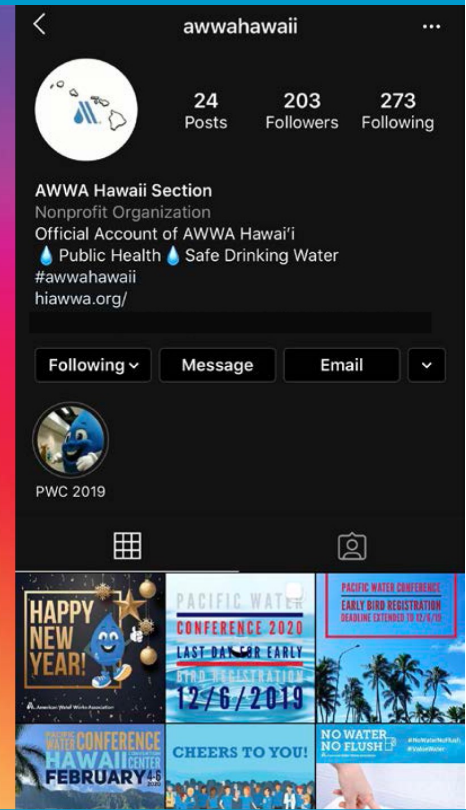 awwahawaii
24 203 273
Posts Followers Following
AWWA Hawaii Section
Nonprofit Organization
Official Account of AWWA Hawai'i
💧 Public Health 💧 Safe Drinking Water
#awwahawaii
hiawwa.org/
Following Message Email
PWC 2019
HAPPY
NEW
YEAR!
American Water Works Association
PACIFIC WATER
CONFERENCE 2020
LAST DAY FOR EARLY
BIRD REGISTRATION
12/6/2019
PACIFIC WATER CONFERENCE
EARLY BIRD REGISTRATION
DEADLINE EXTENDED TO 12/6/19
PACIFIC
WATER CONFERENCE
HAWAII CONVENTION
CENTER
FEBRUARY 4-6
2020
CHEERS TO YOU!
NO WATER
NO FLUSH
#NoWaterNoFlush
#ValueWater